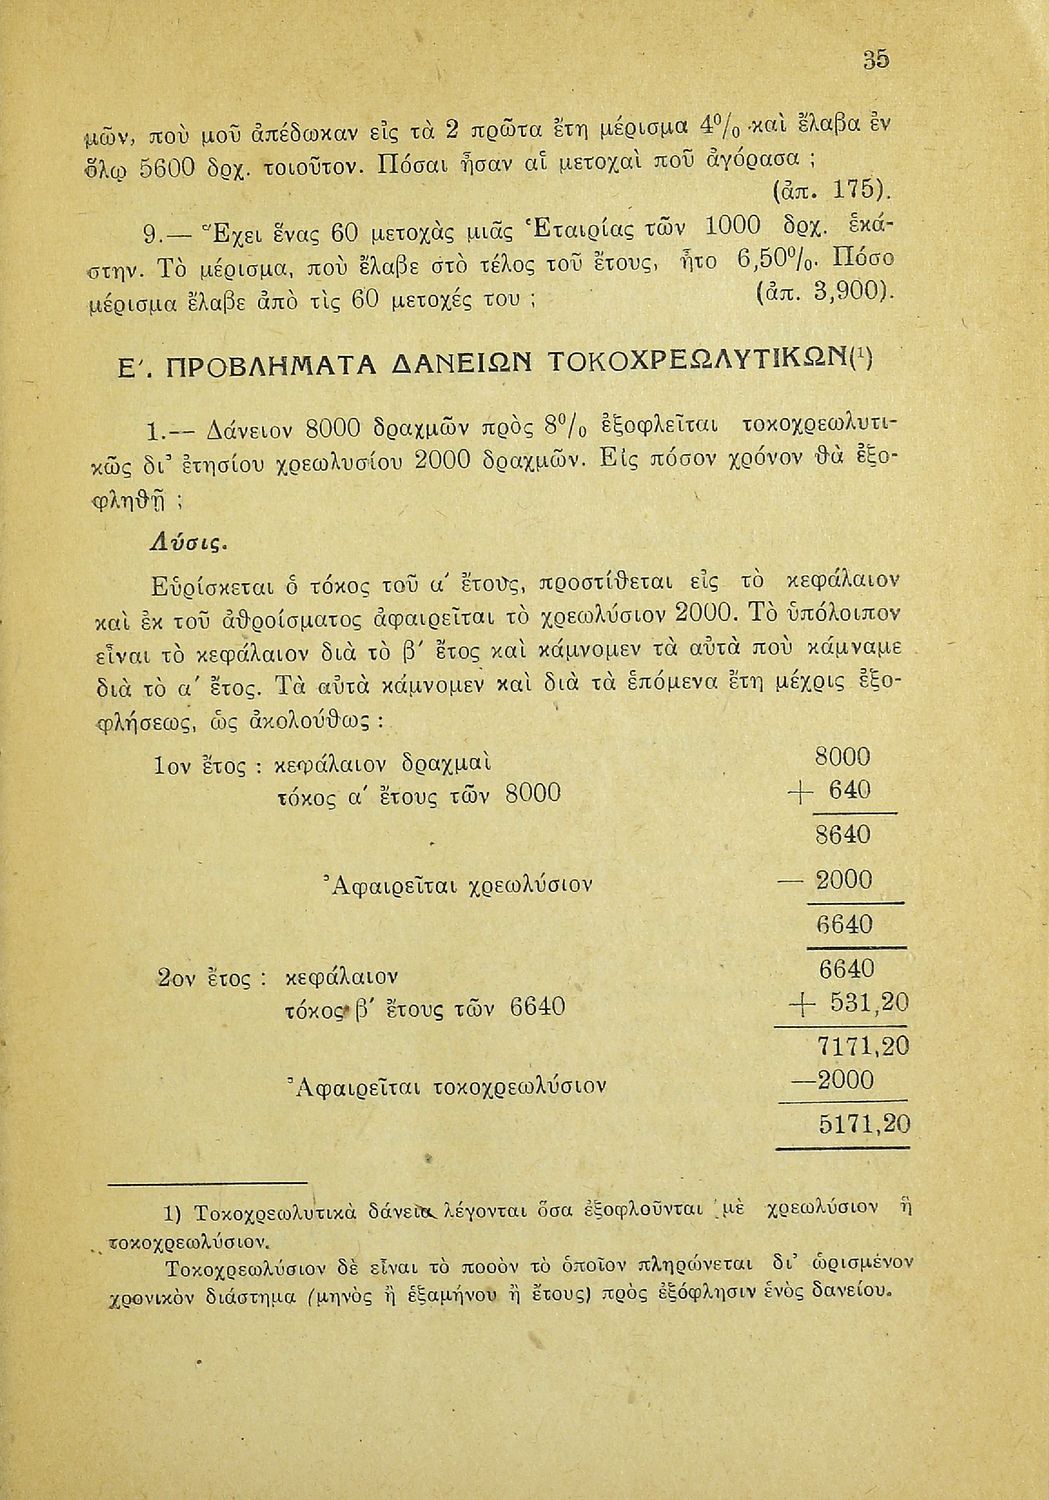 35
μῶν, ποὺ μοῦ ἀπέδωκαν εἰς τὰ 2 πρῶτα ἔτη μέρισμα 4% καὶ ἔλαβα ἐν
ὅλῳ 5600 δρχ. τοιοῦτον. Πόσαι ἦσαν αἱ μετοχαὶ ποῦ ἀγόρασα ;
(ἀπ. 175).
9.— Ἔχει ἕνας 60 μετοχὰς μιᾶς Ἑταιρίας τῶν 1000 δρχ. ἑκά-
στην. Τὸ μέρισμα, ποὺ ἔλαβε στὸ τέλος τοῦ ἔτους, ἦτο 6,50%. Πόσο
μέρισμα ἔλαβε ἀπὸ τὶς 60 μετοχές του ; (ἀπ. 3,900).
Ε΄. ΠΡΟΒΛΗΜΑΤΑ ΔΑΝΕΙΩΝ ΤΟΚΟΧΡΕΩΛΥΤΙΚΩΝ(¹)
1.— Δάνειον 8000 δραχμῶν πρὸς 8% ἐξοφλεῖται τοκοχρεωλυτι-
κῶς δι᾽ ἐτησίου χρεωλυσίου 2000 δραχμῶν. Εἰς πόσον χρόνον θὰ ἐξο-
φληθῇ ;
Λύσις.
Εὑρίσκεται ὁ τόκος τοῦ α΄ ἔτους, προστίθεται εἰς τὸ κεφάλαιον
καὶ ἐκ τοῦ ἀθροίσματος ἀφαιρεῖται τὸ χρεωλύσιον 2000. Τὸ ὑπόλοιπον
εἶναι τὸ κεφάλαιον διὰ τὸ β΄ ἔτος καὶ κάμνομεν τὰ αὐτὰ ποὺ κάμναμε
διὰ τὸ α΄ ἔτος. Τὰ αὐτὰ κάμνομεν καὶ διὰ τὰ ἑπόμενα ἔτη μέχρις ἐξο-
φλήσεως, ὡς ἀκολούθως :
1ον ἔτος : κεφάλαιον δραχμαὶ 8000
τόκος α΄ ἔτους τῶν 8000 + 640
8640
Ἀφαιρεῖται χρεωλύσιον — 2000
6640
2ον ἔτος : κεφάλαιον 6640
τόκος β΄ ἔτους τῶν 6640 + 531,20
7171,20
Ἀφαιρεῖται τοκοχρεωλύσιον —2000
5171,20
1) Τοκοχρεωλυτικὰ δάνεια λέγονται ὅσα ἐξοφλοῦνται μὲ χρεωλύσιον ἢ
τοκοχρεωλύσιον.
Τοκοχρεωλύσιον δὲ εἶναι τὸ ποσὸν τὸ ὁποῖον πληρώνεται δι᾽ ὡρισμένον
χρονικὸν διάστημα (μηνὸς ἢ ἑξαμήνου ἢ ἔτους) πρὸς ἐξόφλησιν ἑνὸς δανείου.